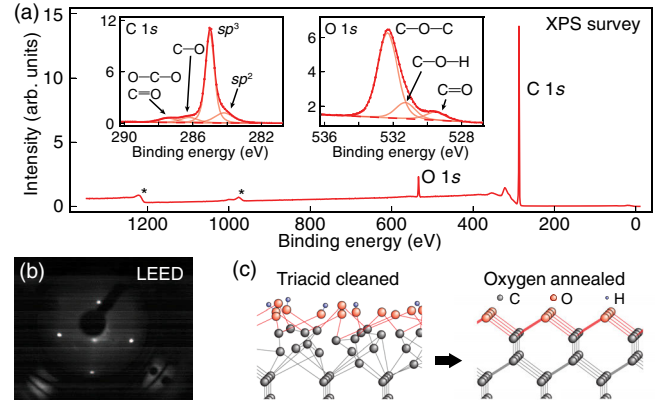 (a)
XPS survey
Intensity (arb. units)
15
10
5
0
1200 1000 800 600 400 200 0
Binding energy (eV)
C 1s
O 1s
*
*
C 1s
sp³
C—O
O—C—O
C=O
sp²
12
6
0
290 286 282
Binding energy (eV)
O 1s
C—O—C
C—O—H
C=O
6
4
2
536 532 528
Binding energy (eV)
(b)
LEED
(c)
Triacid cleaned
Oxygen annealed
C O H